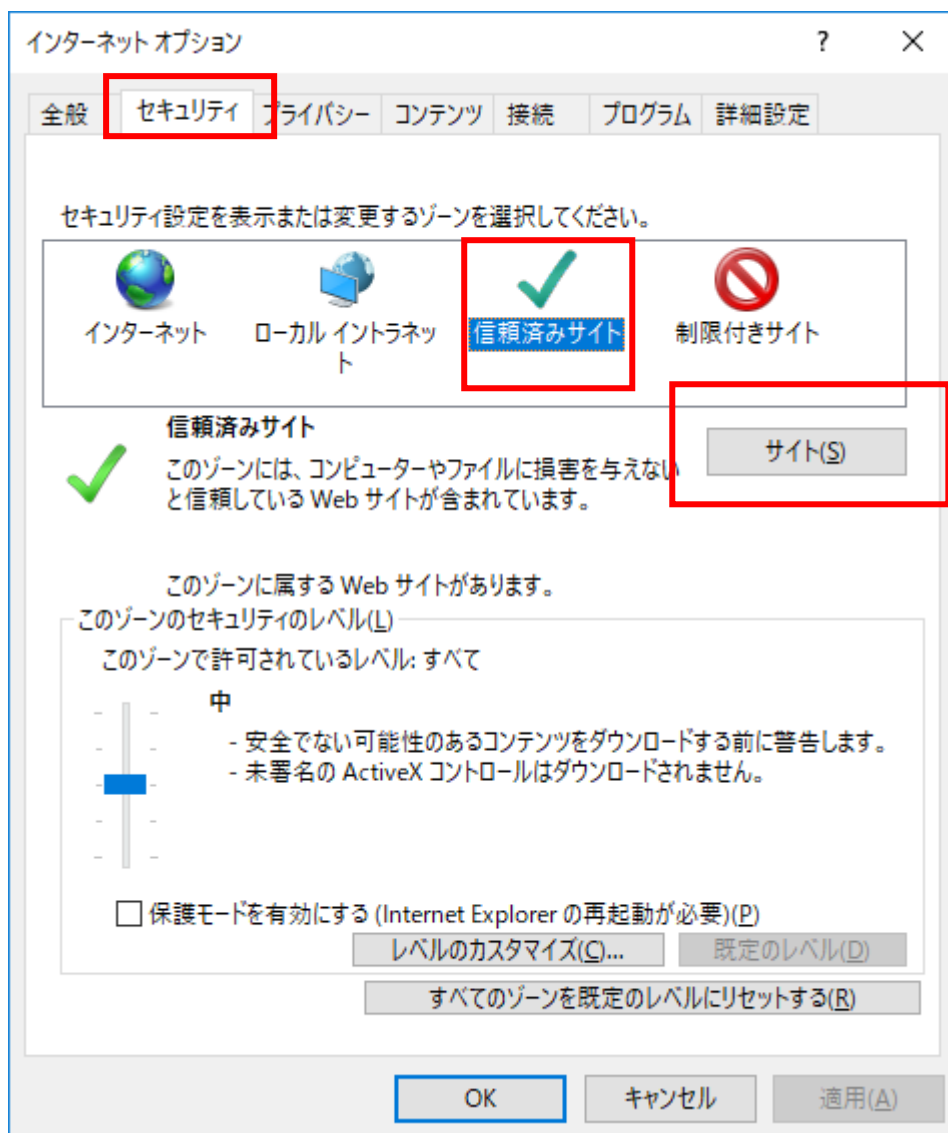 インターネット オプション ?
全般 セキュリティ プライバシー コンテンツ 接続 プログラム 詳細設定
セキュリティ設定を表示または変更するゾーンを選択してください。
インターネット
ローカル イントラネッ
ト
信頼済みサイト
制限付きサイト
信頼済みサイト
サイト(S)
このゾーンには、コンピューターやファイルに損害を与えない
と信頼している Web サイトが含まれています。
このゾーンに属する Web サイトがあります。
このゾーンのセキュリティのレベル(L)
このゾーンで許可されているレベル: すべて
中
- 安全でない可能性のあるコンテンツをダウンロードする前に警告します。
- 未署名の ActiveX コントロールはダウンロードされません。
保護モードを有効にする (Internet Explorer の再起動が必要)(P)
レベルのカスタマイズ(C)... 既定のレベル(D)
すべてのゾーンを既定のレベルにリセットする(R)
OK キャンセル 適用(A)